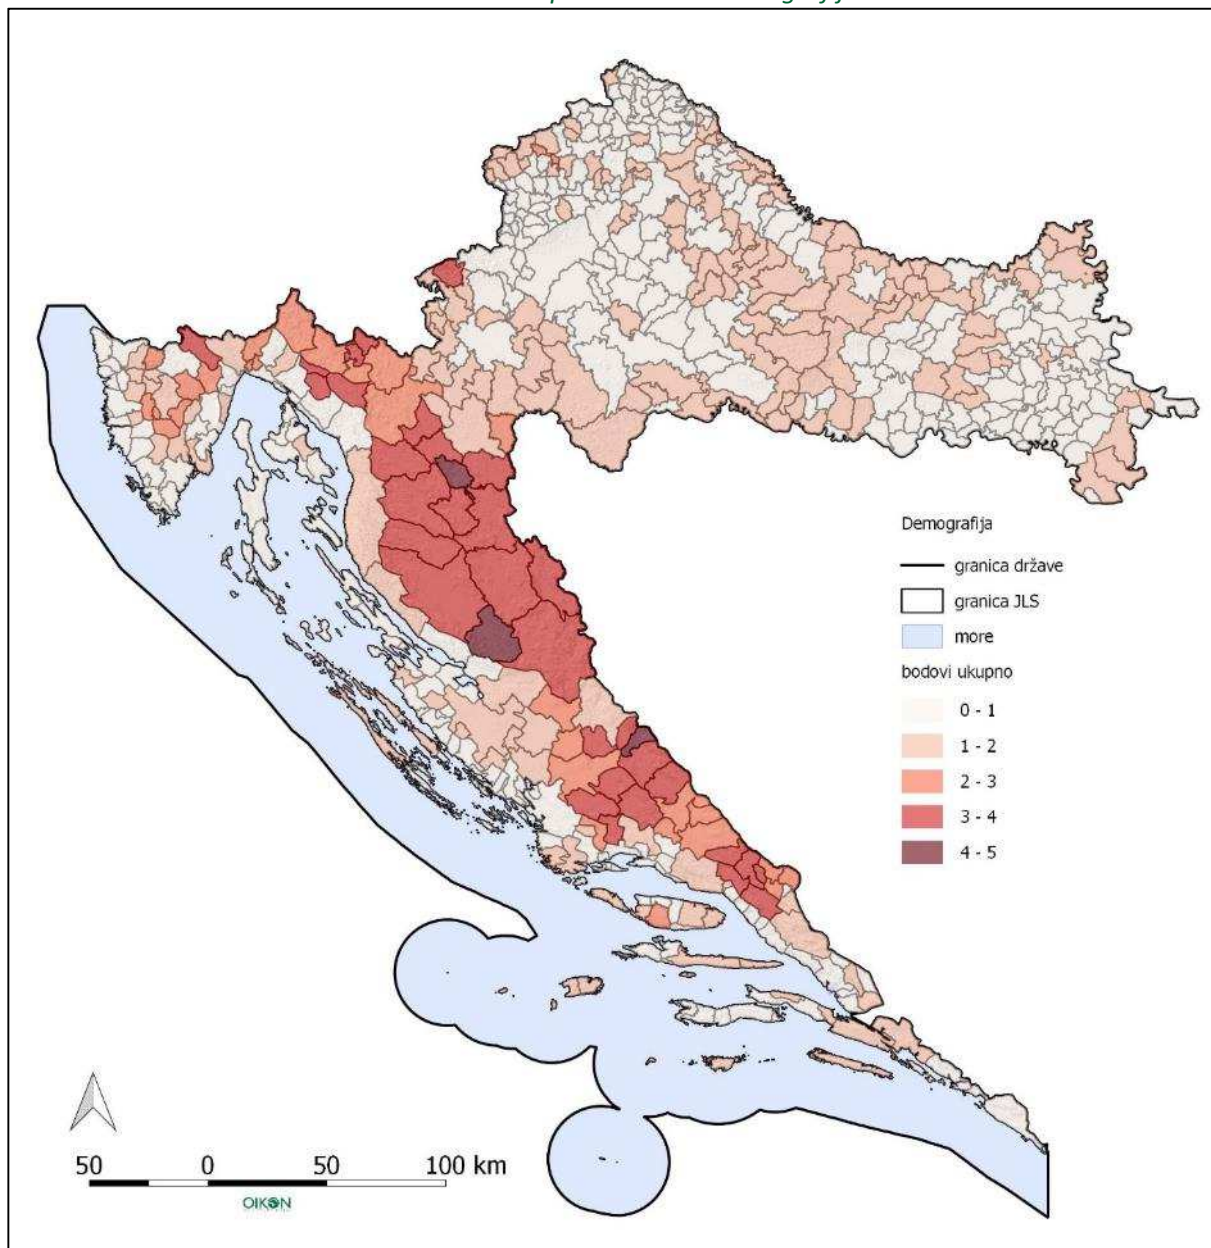 Demografija
granica države
granica JLS
more
bodovi ukupno
0 - 1
1 - 2
2 - 3
3 - 4
4 - 5
50 0 50 100 km
OIKON